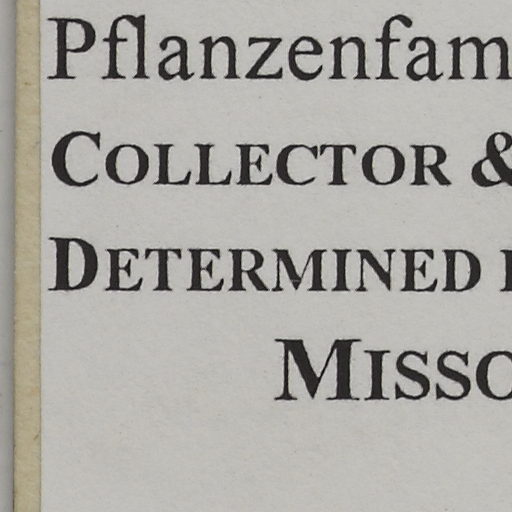 Pflanzenfam
COLLECTOR &
DETERMINED
MISSO